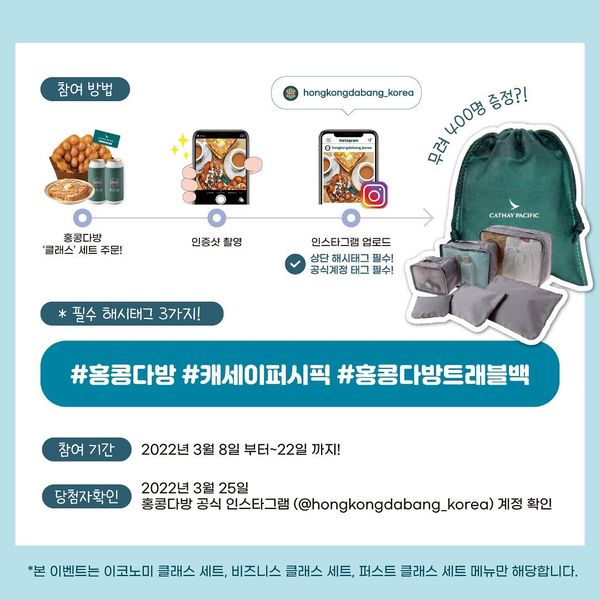 참여 방법
hongkongdabang_korea
무려 400명 증정?!
Instagram
hongkongdabang_korea
CATHAY PACIFIC
홍콩다방
'클래스' 세트 주문!
인증샷 촬영
인스타그램 업로드
상단 해시태그 필수!
공식계정 태그 필수!
* 필수 해시태그 3가지!
#홍콩다방 #캐세이퍼시픽 #홍콩다방트래블백
참여 기간
2022년 3월 8일 부터~22일 까지!
당첨자확인
2022년 3월 25일
홍콩다방 공식 인스타그램 (@hongkongdabang_korea) 계정 확인
*본 이벤트는 이코노미 클래스 세트, 비즈니스 클래스 세트, 퍼스트 클래스 세트 메뉴만 해당합니다.